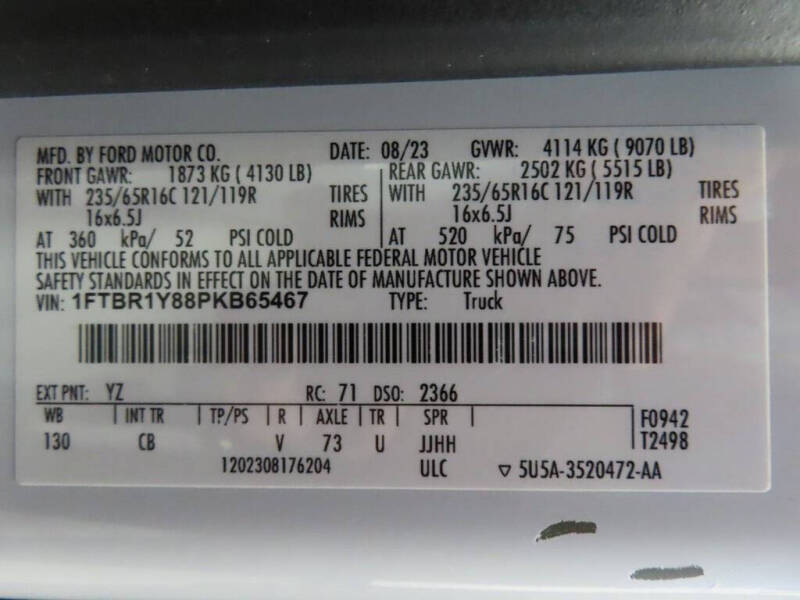 MFD. BY FORD MOTOR CO. DATE: 08/23 GVWR: 4114 KG ( 9070 LB)
FRONT GAWR: 1873 KG ( 4130 LB) REAR GAWR: 2502 KG ( 5515 LB)
WITH 235/65R16C 121/119R TIRES WITH 235/65R16C 121/119R TIRES
16x6.5J RIMS 16x6.5J RIMS
AT 360 kPa/ 52 PSI COLD AT 520 kPa/ 75 PSI COLD
THIS VEHICLE CONFORMS TO ALL APPLICABLE FEDERAL MOTOR VEHICLE
SAFETY STANDARDS IN EFFECT ON THE DATE OF MANUFACTURE SHOWN ABOVE.
VIN: 1FTBR1Y88PKB65467 TYPE: Truck
EXT PNT: YZ RC: 71 DSO: 2366
WB INT TR TP/PS R AXLE TR SPR F0942
130 CB V 73 U JJHH T2498
1202308176204 ULC ▽ 5U5A-3520472-AA